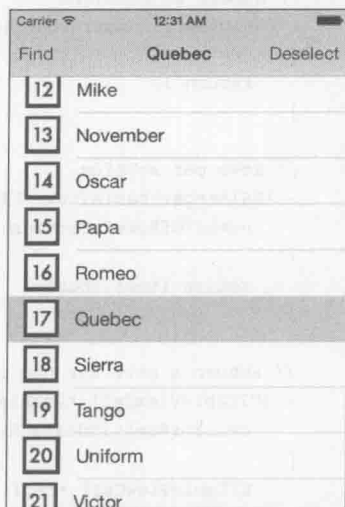 Carrier 12:31 AM
Find Quebec Deselect
12 Mike
13 November
14 Oscar
15 Papa
16 Romeo
17 Quebec
18 Sierra
19 Tango
20 Uniform
21 Victor